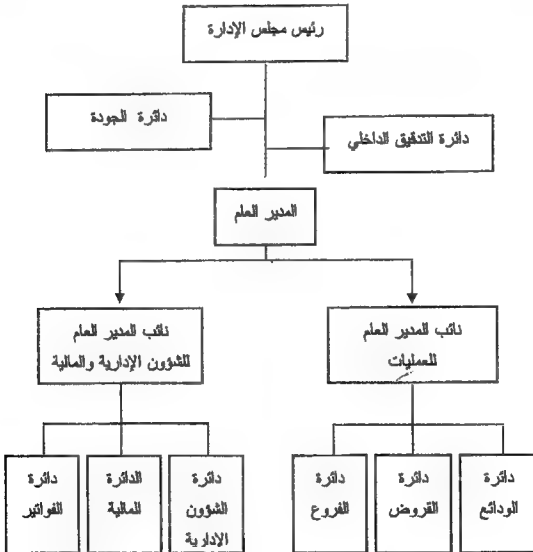 رئيس مجلس الإدارة
دائرة الجودة
دائرة التدقيق الداخلي
المدير العام
نائب المدير العام
للعمليات
نائب المدير العام
للشؤون الإدارية والمالية
دائرة
الودائع
دائرة
القروض
دائرة
الفروع
دائرة
الشؤون
الإدارية
الدائرة
المالية
دائرة
الفواتير